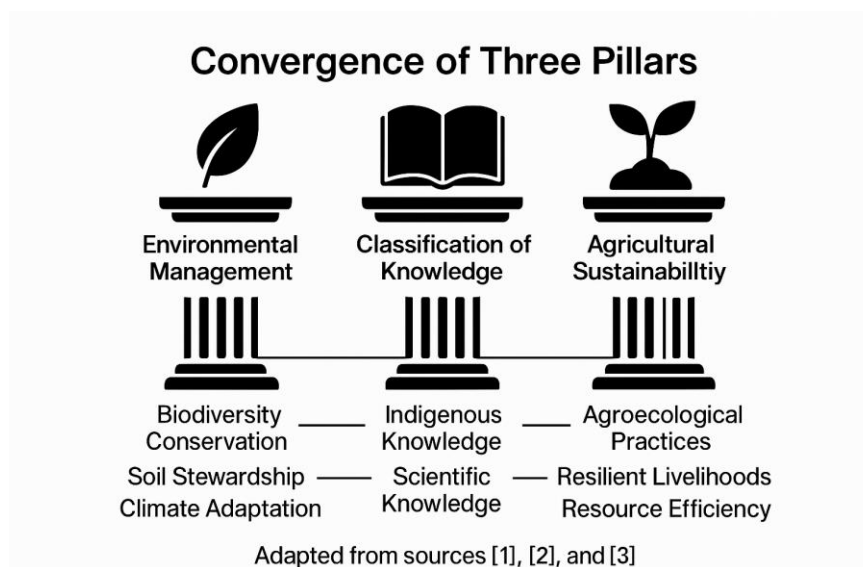 Convergence of Three Pillars
Environmental
Management
Classification of
Knowledge
Agricultural
Sustainabilltiy
Biodiversity
Conservation
Indigenous
Knowledge
Agroecological
Practices
Soil Stewardship
Climate Adaptation
Scientific
Knowledge
Resilient Livelihoods
Resource Efficiency
Adapted from sources [1], [2], and [3]